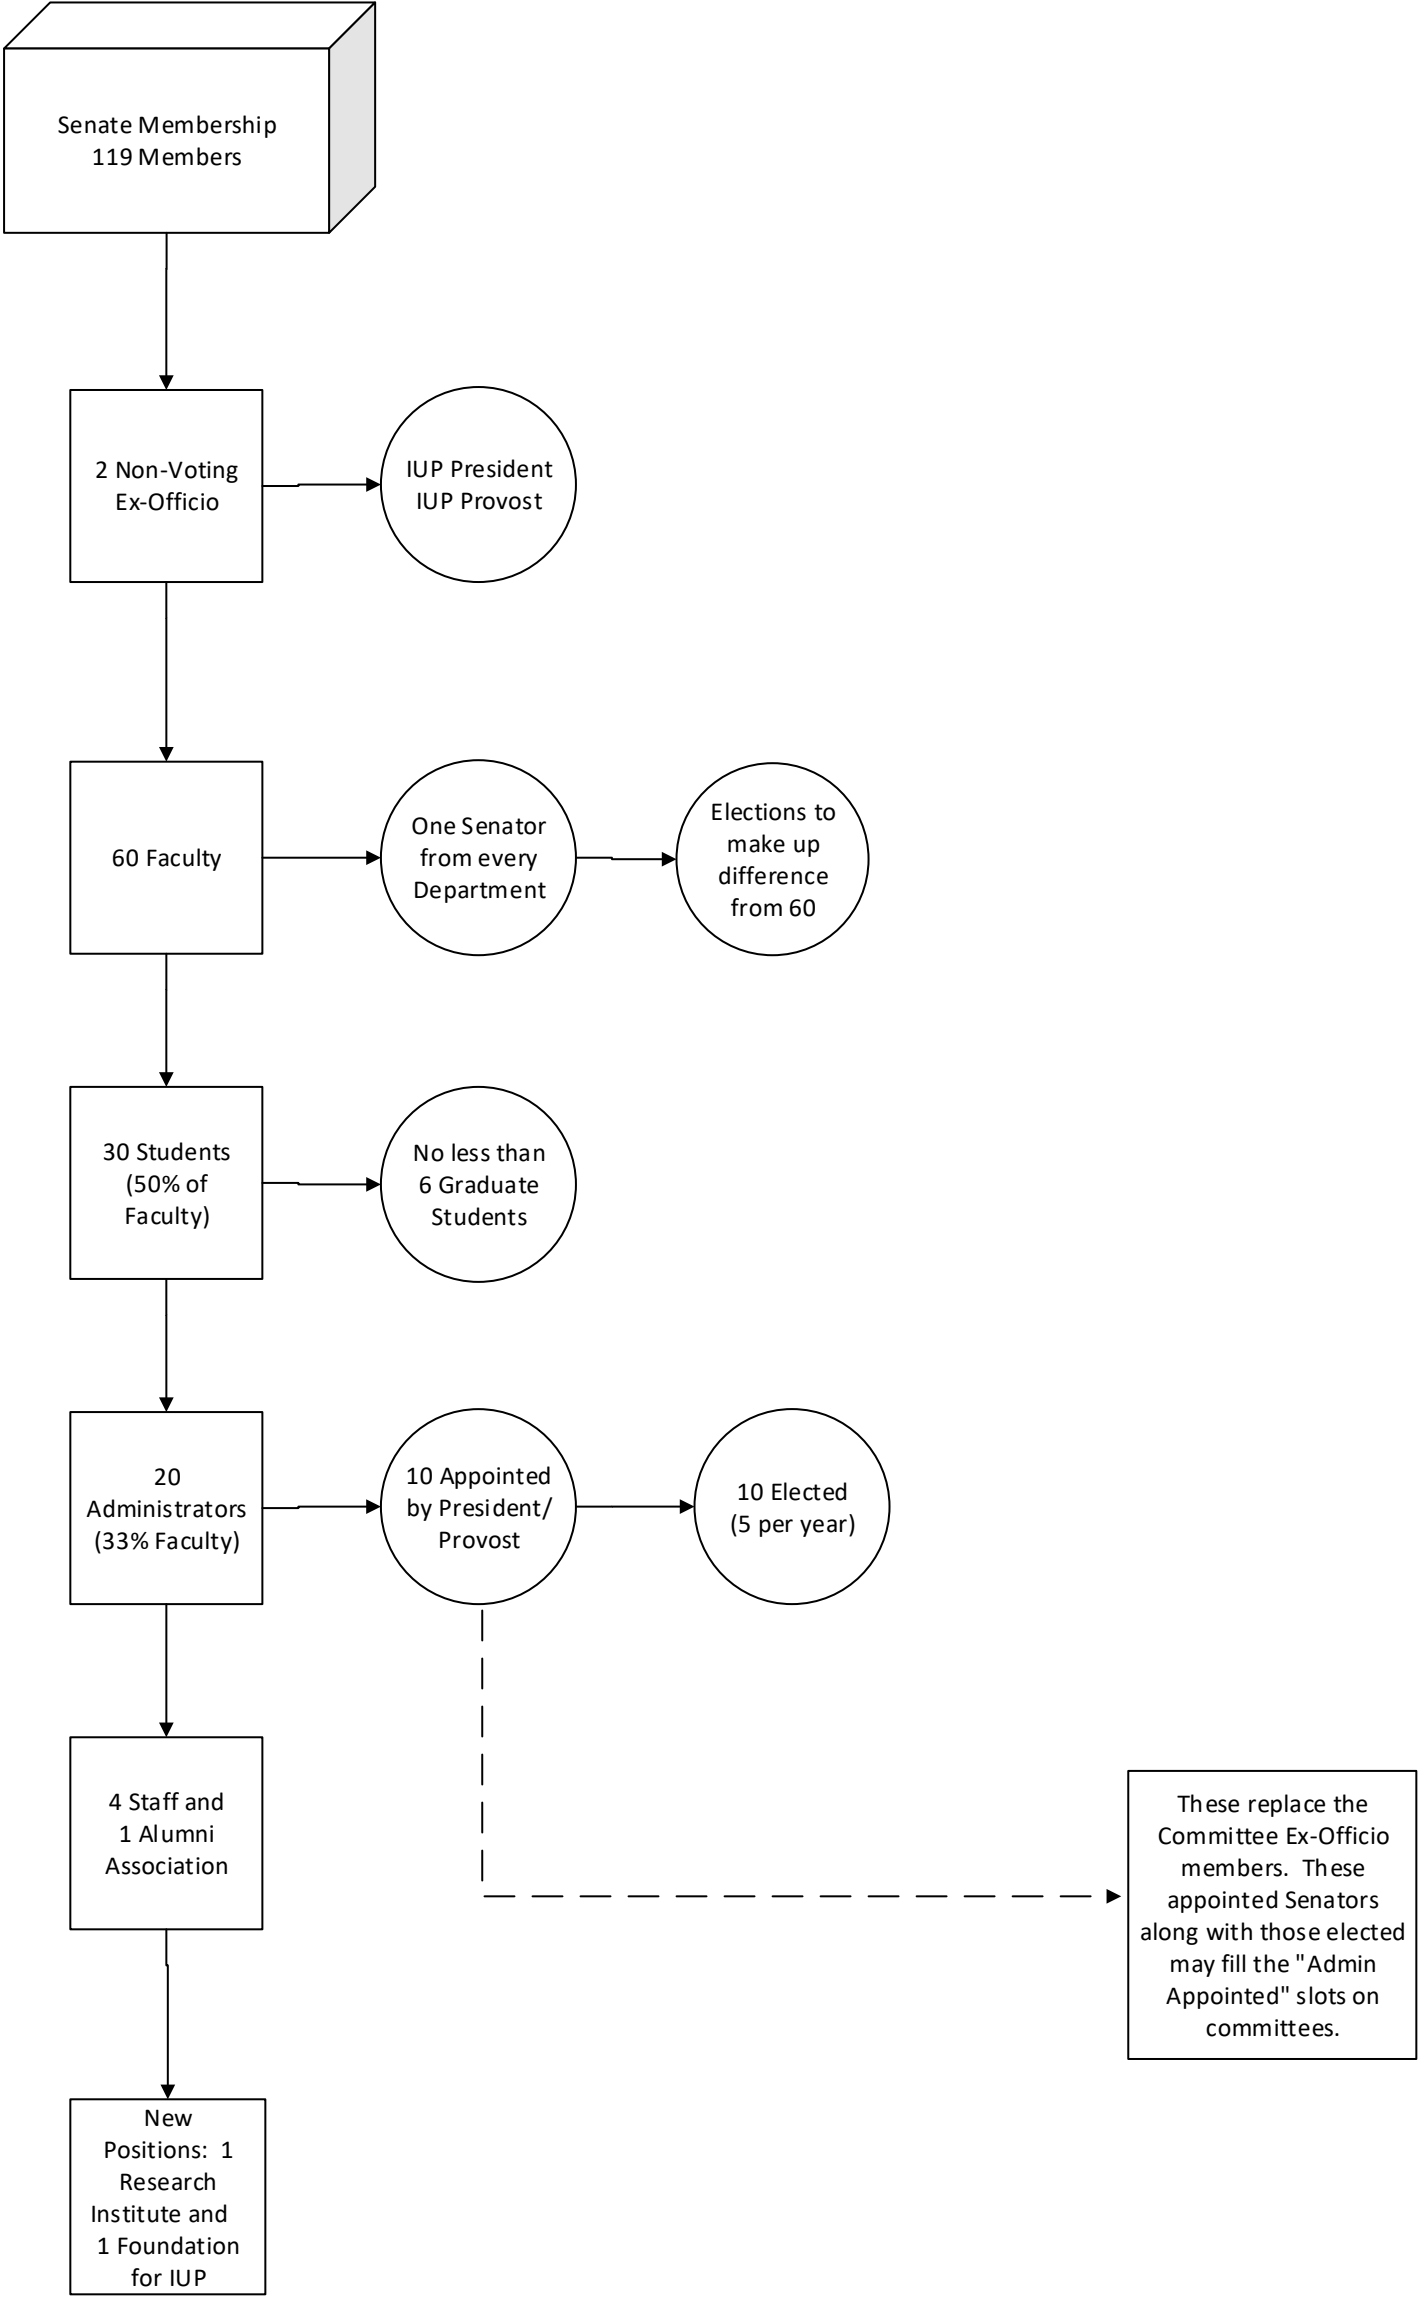 Senate Membership
119 Members
2 Non-Voting
Ex-Officio
IUP President
IUP Provost
60 Faculty
One Senator
from every
Department
Elections to
make up
difference
from 60
30 Students
(50% of
Faculty)
No less than
6 Graduate
Students
20
Administrators
(33% Faculty)
10 Appointed
by President/
Provost
10 Elected
(5 per year)
4 Staff and
1 Alumni
Association
These replace the
Committee Ex-Officio
members.  These
appointed Senators
along with those elected
may fill the "Admin
Appointed" slots on
committees.
New
Positions:  1
Research
Institute and
1 Foundation
for IUP